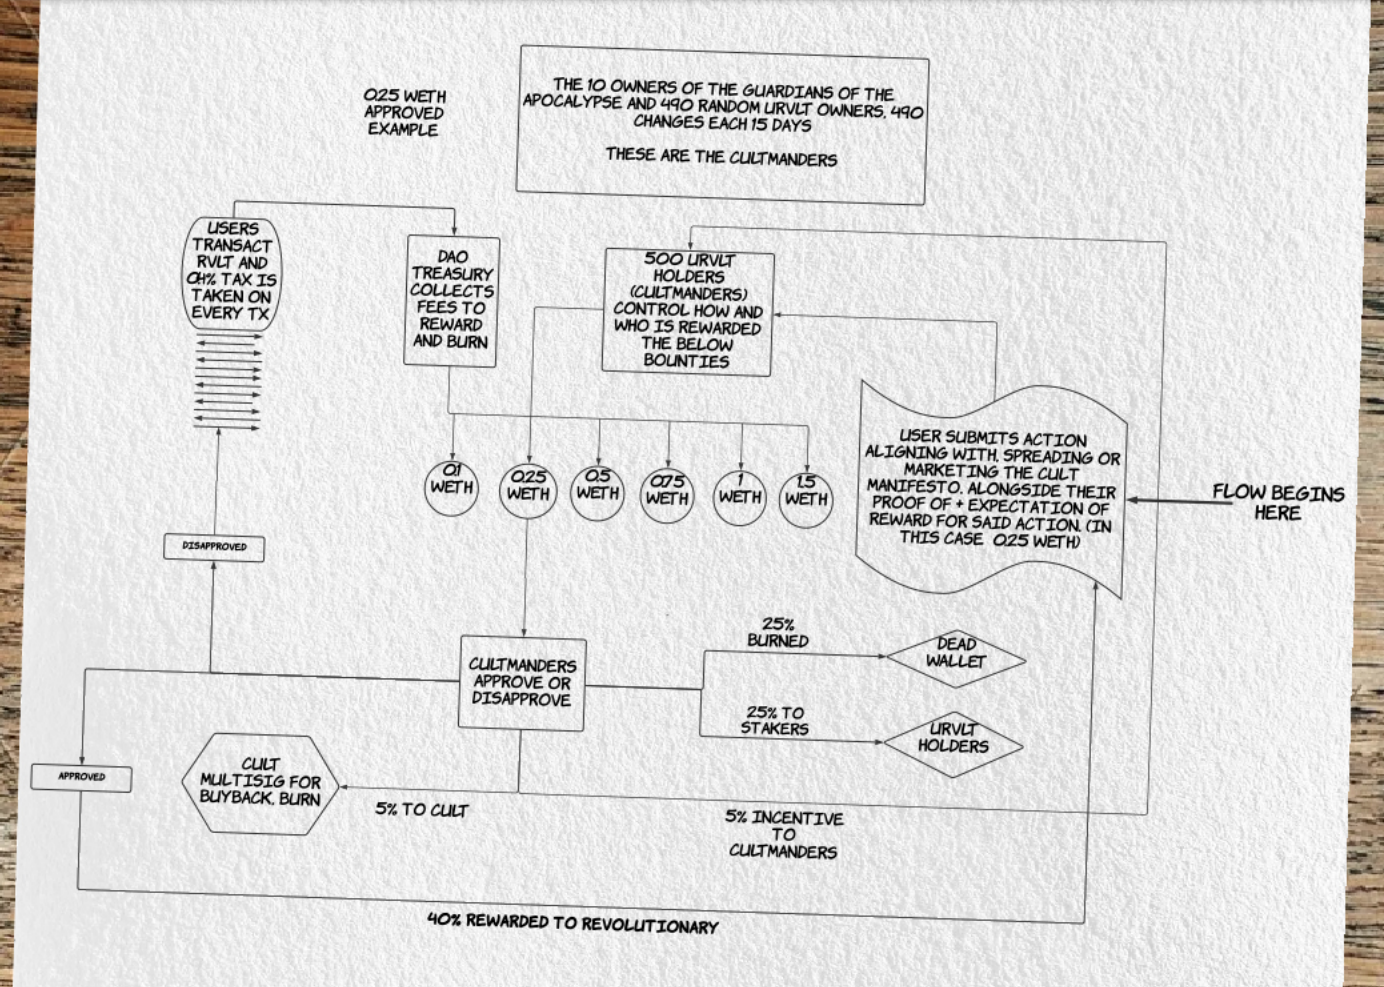 0.25 WETH
APPROVED
EXAMPLE
THE 10 OWNERS OF THE GUARDIANS OF THE
APOCALYPSE AND 490 RANDOM URVLT OWNERS, 490
CHANGES EACH 15 DAYS
THESE ARE THE CULTMANDERS
USERS
TRANSACT
RVLT AND
0.4% TAX IS
TAKEN ON
EVERY TX
DAO
TREASURY
COLLECTS
FEES TO
REWARD
AND BURN
500 URVLT
HOLDERS
(CULTMANDERS)
CONTROL HOW AND
WHO IS REWARDED
THE BELOW
BOUNTIES
0.1
WETH
0.25
WETH
0.5
WETH
0.75
WETH
1
WETH
1.5
WETH
USER SUBMITS ACTION
ALIGNING WITH, SPREADING OR
MARKETING THE CULT
MANIFESTO. ALONGSIDE THEIR
PROOF OF + EXPECTATION OF
REWARD FOR SAID ACTION. (IN
THIS CASE 0.25 WETH)
FLOW BEGINS
HERE
DISAPPROVED
CULTMANDERS
APPROVE OR
DISAPPROVE
25%
BURNED
DEAD
WALLET
25% TO
STAKERS
URVLT
HOLDERS
APPROVED
CULT
MULTISIG FOR
BUYBACK, BURN
5% TO CULT
5% INCENTIVE
TO
CULTMANDERS
40% REWARDED TO REVOLUTIONARY